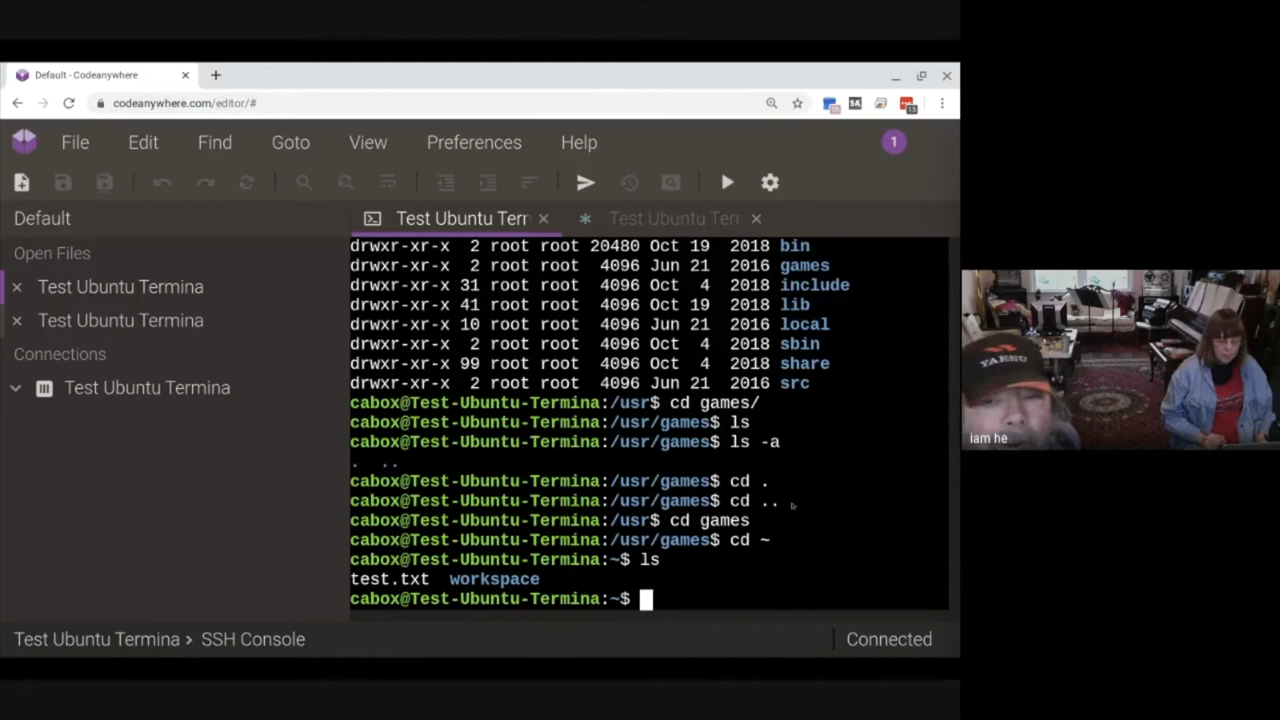 Default - Codeanywhere
codeanywhere.com/editor/#
File Edit Find Goto View Preferences Help
1
Default
Test Ubuntu Terr
Test Ubuntu Terr
Open Files
Test Ubuntu Termina
Test Ubuntu Termina
Connections
Test Ubuntu Termina
drwxr-xr-x 2 root root 20480 Oct 19 2018 bin
drwxr-xr-x 2 root root 4096 Jun 21 2016 games
drwxr-xr-x 31 root root 4096 Oct 4 2018 include
drwxr-xr-x 41 root root 4096 Oct 19 2018 lib
drwxr-xr-x 10 root root 4096 Jun 21 2016 local
drwxr-xr-x 2 root root 4096 Oct 4 2018 sbin
drwxr-xr-x 99 root root 4096 Oct 4 2018 share
drwxr-xr-x 2 root root 4096 Jun 21 2016 src
cabox@Test-Ubuntu-Termina:/usr$ cd games/
cabox@Test-Ubuntu-Termina:/usr/games$ ls
cabox@Test-Ubuntu-Termina:/usr/games$ ls -a
. ..
cabox@Test-Ubuntu-Termina:/usr/games$ cd .
cabox@Test-Ubuntu-Termina:/usr/games$ cd ..
cabox@Test-Ubuntu-Termina:/usr$ cd games
cabox@Test-Ubuntu-Termina:/usr/games$ cd ~
cabox@Test-Ubuntu-Termina:~$ ls
test.txt workspace
cabox@Test-Ubuntu-Termina:~$
Test Ubuntu Termina > SSH Console
Connected
YAESU
iam he